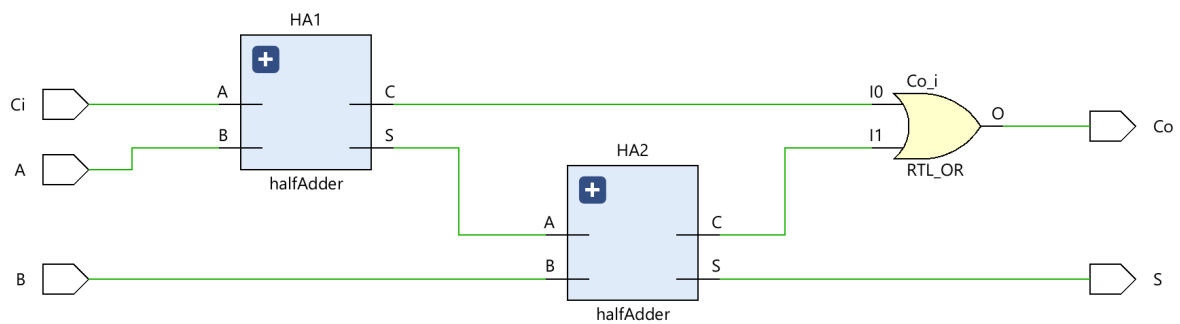 HA1
Ci
A
C
I0
Co_i
O
Co
A
B
S
I1
RTL_OR
halfAdder
HA2
A
C
B
B
S
S
halfAdder